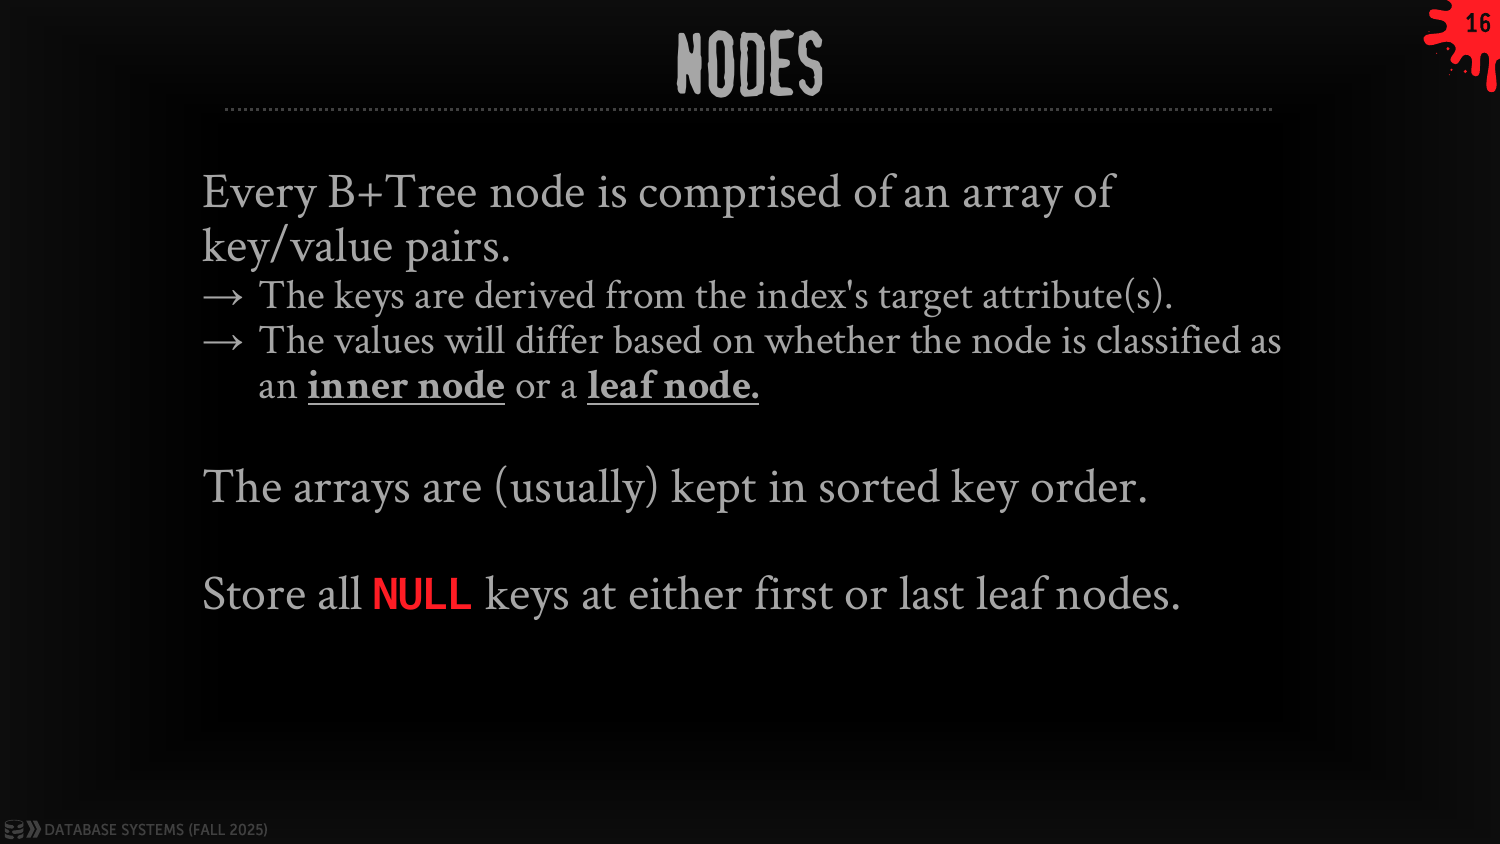 16
NODES
Every B+Tree node is comprised of an array of
key/value pairs.
→ The keys are derived from the index's target attribute(s).
→ The values will differ based on whether the node is classified as
an inner node or a leaf node.
The arrays are (usually) kept in sorted key order.
Store all NULL keys at either first or last leaf nodes.
DATABASE SYSTEMS (FALL 2025)